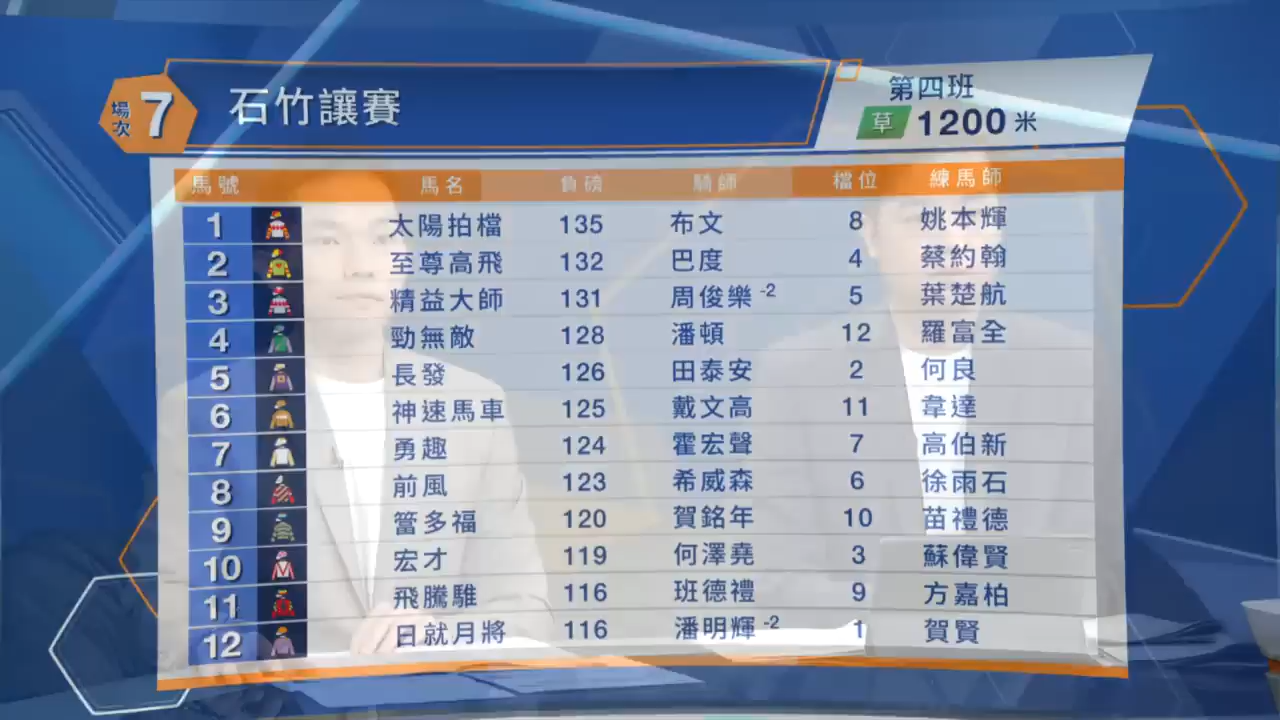 場次 7 石竹讓賽
第四班
草 1200 米
馬號 馬名 負磅 騎師 檔位 練馬師
1 太陽拍檔 135 布文 8 姚本輝
2 至尊高飛 132 巴度 4 蔡約翰
3 精益大師 131 周俊樂 -2 5 葉楚航
4 勁無敵 128 潘頓 12 羅富全
5 長發 126 田泰安 2 何良
6 神速馬車 125 戴文高 11 韋達
7 勇趣 124 霍宏聲 7 高伯新
8 前風 123 希威森 6 徐雨石
9 簹多福 120 賀銘年 10 苗禮德
10 宏才 119 何澤堯 3 蘇偉賢
11 飛騰騅 116 班德禮 9 方嘉柏
12 日就月將 116 潘明輝 -2 1 賀賢